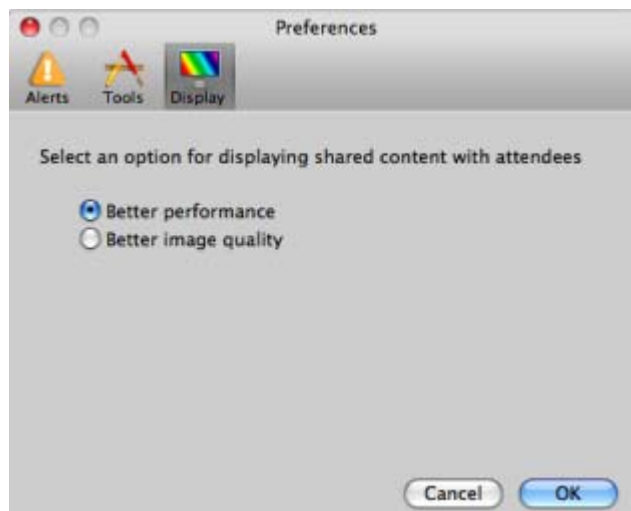 Preferences
Alerts Tools Display
Select an option for displaying shared content with attendees
Better performance
Better image quality
Cancel OK